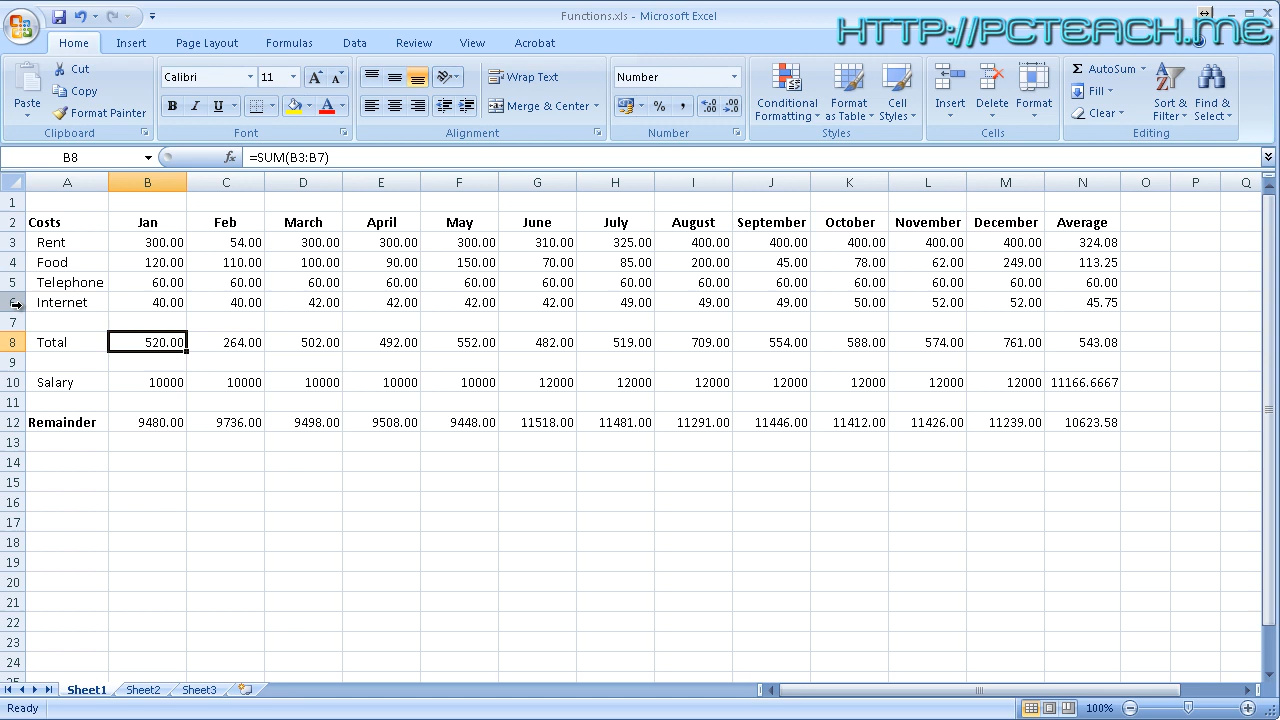 Functions.xls - Microsoft Excel
HTTP://PCTEACH.ME
Home Insert Page Layout Formulas Data Review View Acrobat
Paste
Cut
Copy
Format Painter
Clipboard
Calibri 11
B I U
Font
Wrap Text
Merge & Center
Alignment
Number
% ,
Number
Conditional Formatting
Format as Table
Cell Styles
Styles
Insert Delete Format
Cells
AutoSum
Fill
Clear
Sort & Filter
Find & Select
Editing
B8 fx =SUM(B3:B7)
A B C D E F G H I J K L M N O P Q
1
2 Costs Jan Feb March April May June July August September October November December Average
3 Rent 300.00 54.00 300.00 300.00 300.00 310.00 325.00 400.00 400.00 400.00 400.00 400.00 324.08
4 Food 120.00 110.00 100.00 90.00 150.00 70.00 85.00 200.00 45.00 78.00 62.00 249.00 113.25
5 Telephone 60.00 60.00 60.00 60.00 60.00 60.00 60.00 60.00 60.00 60.00 60.00 60.00 60.00
6 Internet 40.00 40.00 42.00 42.00 42.00 42.00 49.00 49.00 49.00 50.00 52.00 52.00 45.75
7
8 Total 520.00 264.00 502.00 492.00 552.00 482.00 519.00 709.00 554.00 588.00 574.00 761.00 543.08
9
10 Salary 10000 10000 10000 10000 10000 12000 12000 12000 12000 12000 12000 12000 11166.6667
11
12 Remainder 9480.00 9736.00 9498.00 9508.00 9448.00 11518.00 11481.00 11291.00 11446.00 11412.00 11426.00 11239.00 10623.58
13
14
15
16
17
18
19
20
21
22
23
24
Sheet1 Sheet2 Sheet3
Ready 100%